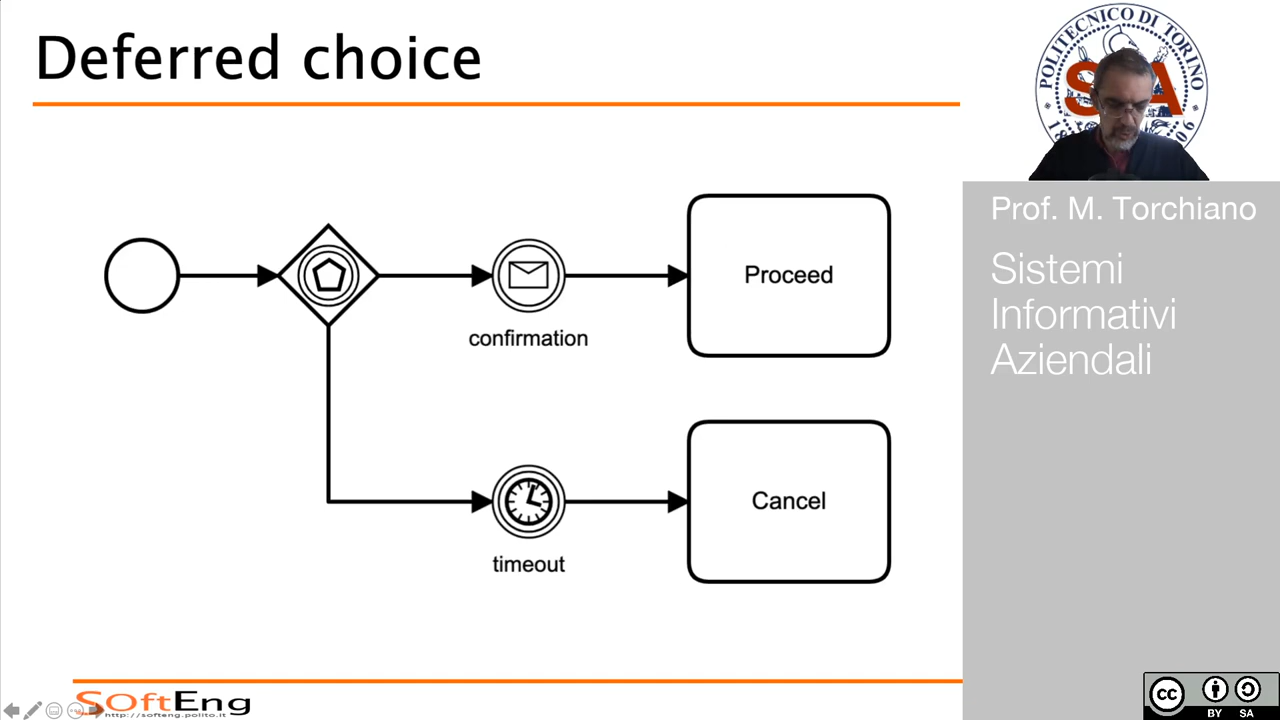 Deferred choice
POLITECNICO DI TORINO
Prof. M. Torchiano
Sistemi
Informativi
Aziendali
Proceed
confirmation
Cancel
timeout
SOftEng
http://softeng.polito.it
cc
BY SA